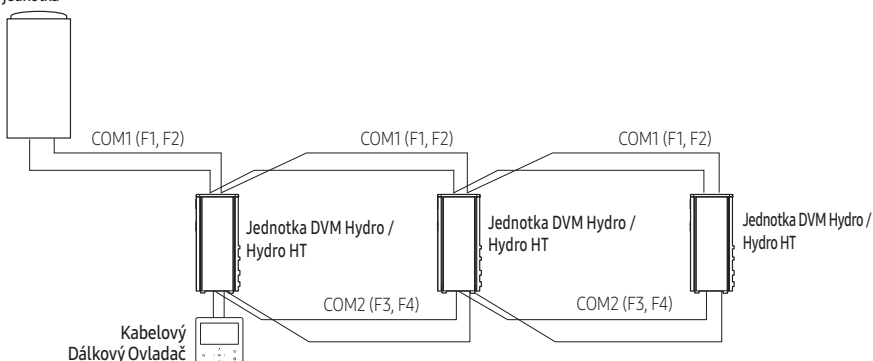 jednotka
COM1 (F1, F2)
COM1 (F1, F2)
COM1 (F1, F2)
Jednotka DVM Hydro /
Hydro HT
Jednotka DVM Hydro /
Hydro HT
Jednotka DVM Hydro /
Hydro HT
COM2 (F3, F4)
COM2 (F3, F4)
Kabelový
Dálkový Ovladač